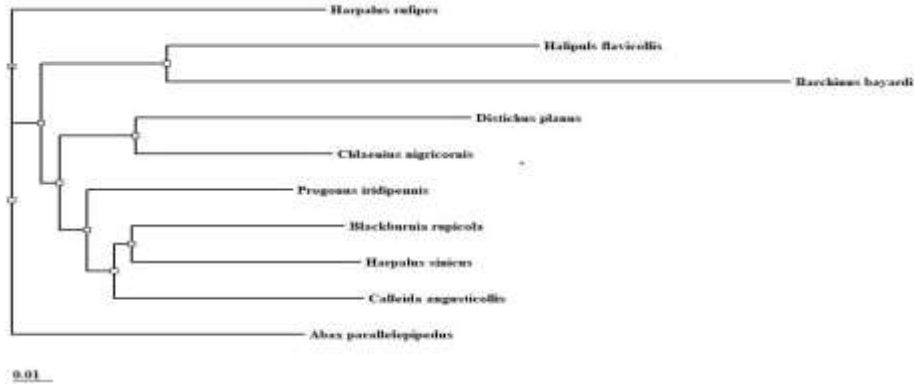 Harpalus rufipes
Halipuls flavicollis
Barchinus bayardi
Distichus planus
Chlaenius nigricornis
Progonus iridipennis
Blackburnia rupicola
Harpalus sinicus
Calleida angusticollis
Abax parallelepipedus
0.01